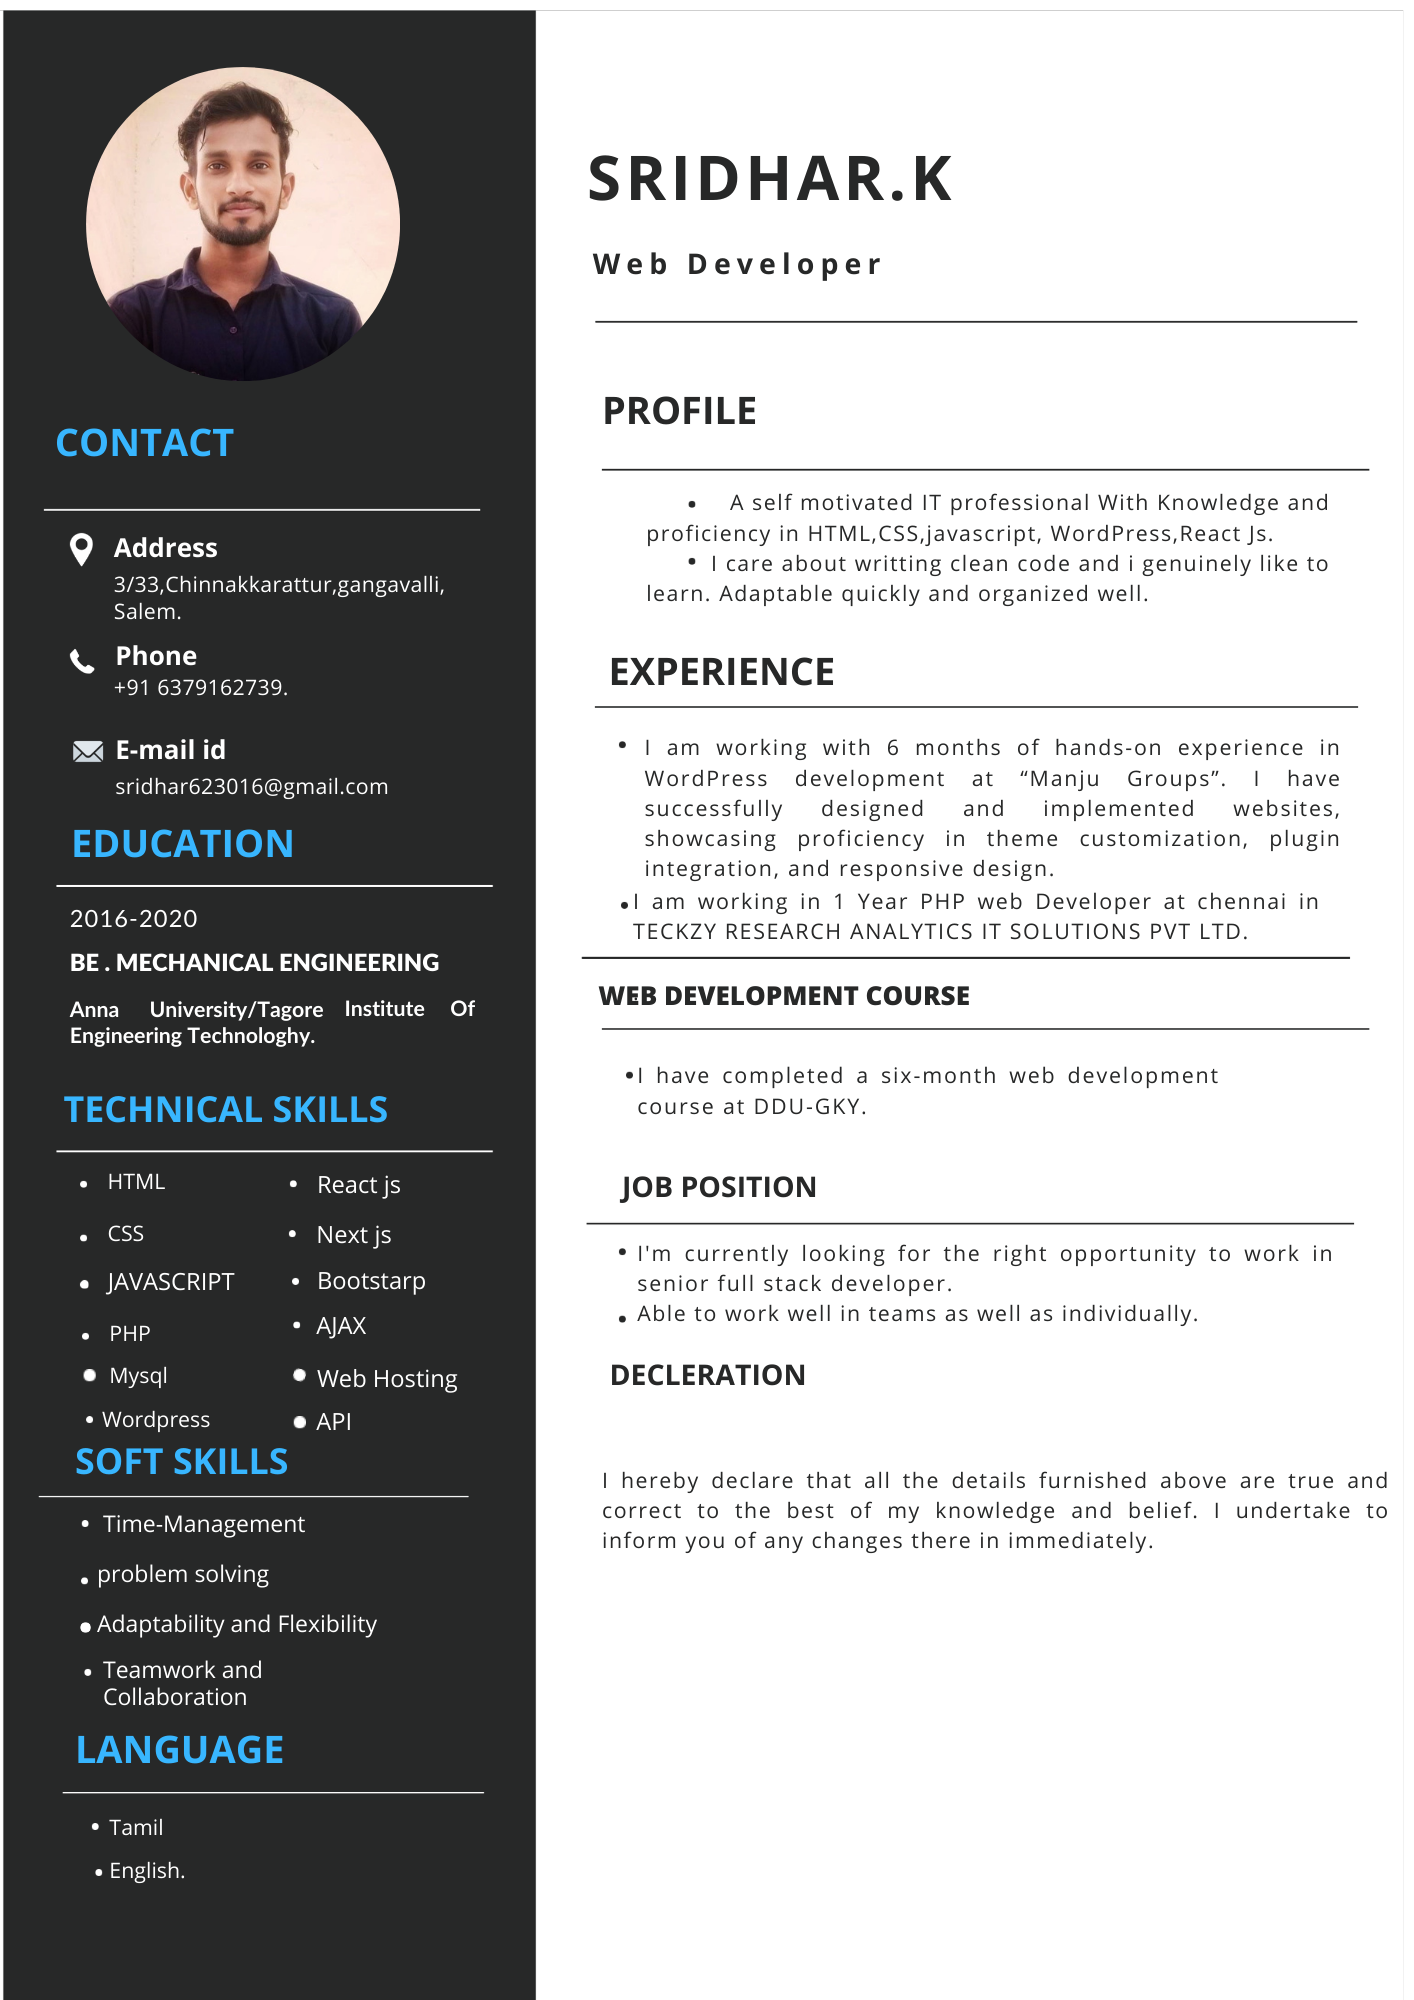 SRIDHAR.K
Web Developer
CONTACT
Address
3/33,Chinnakkarattur,gangavalli,
Salem.
Phone
+91 6379162739.
E-mail id
sridhar623016@gmail.com
EDUCATION
2016-2020
BE . MECHANICAL ENGINEERING
Anna University/Tagore Institute Of
Engineering Technologhy.
TECHNICAL SKILLS
• HTML
• CSS
• JAVASCRIPT
• PHP
• Mysql
• Wordpress
• React js
• Next js
• Bootstarp
• AJAX
• Web Hosting
• API
SOFT SKILLS
• Time-Management
• problem solving
• Adaptability and Flexibility
• Teamwork and
Collaboration
LANGUAGE
• Tamil
• English.
PROFILE
• A self motivated IT professional With Knowledge and
proficiency in HTML,CSS,javascript, WordPress,React Js.
• I care about writting clean code and i genuinely like to
learn. Adaptable quickly and organized well.
EXPERIENCE
• I am working with 6 months of hands-on experience in
WordPress development at “Manju Groups”. I have
successfully designed and implemented websites,
showcasing proficiency in theme customization, plugin
integration, and responsive design.
• I am working in 1 Year PHP web Developer at chennai in
TECKZY RESEARCH ANALYTICS IT SOLUTIONS PVT LTD.
WEB DEVELOPMENT COURSE
• I have completed a six-month web development
course at DDU-GKY.
JOB POSITION
• I'm currently looking for the right opportunity to work in
senior full stack developer.
• Able to work well in teams as well as individually.
DECLERATION
I hereby declare that all the details furnished above are true and
correct to the best of my knowledge and belief. I undertake to
inform you of any changes there in immediately.